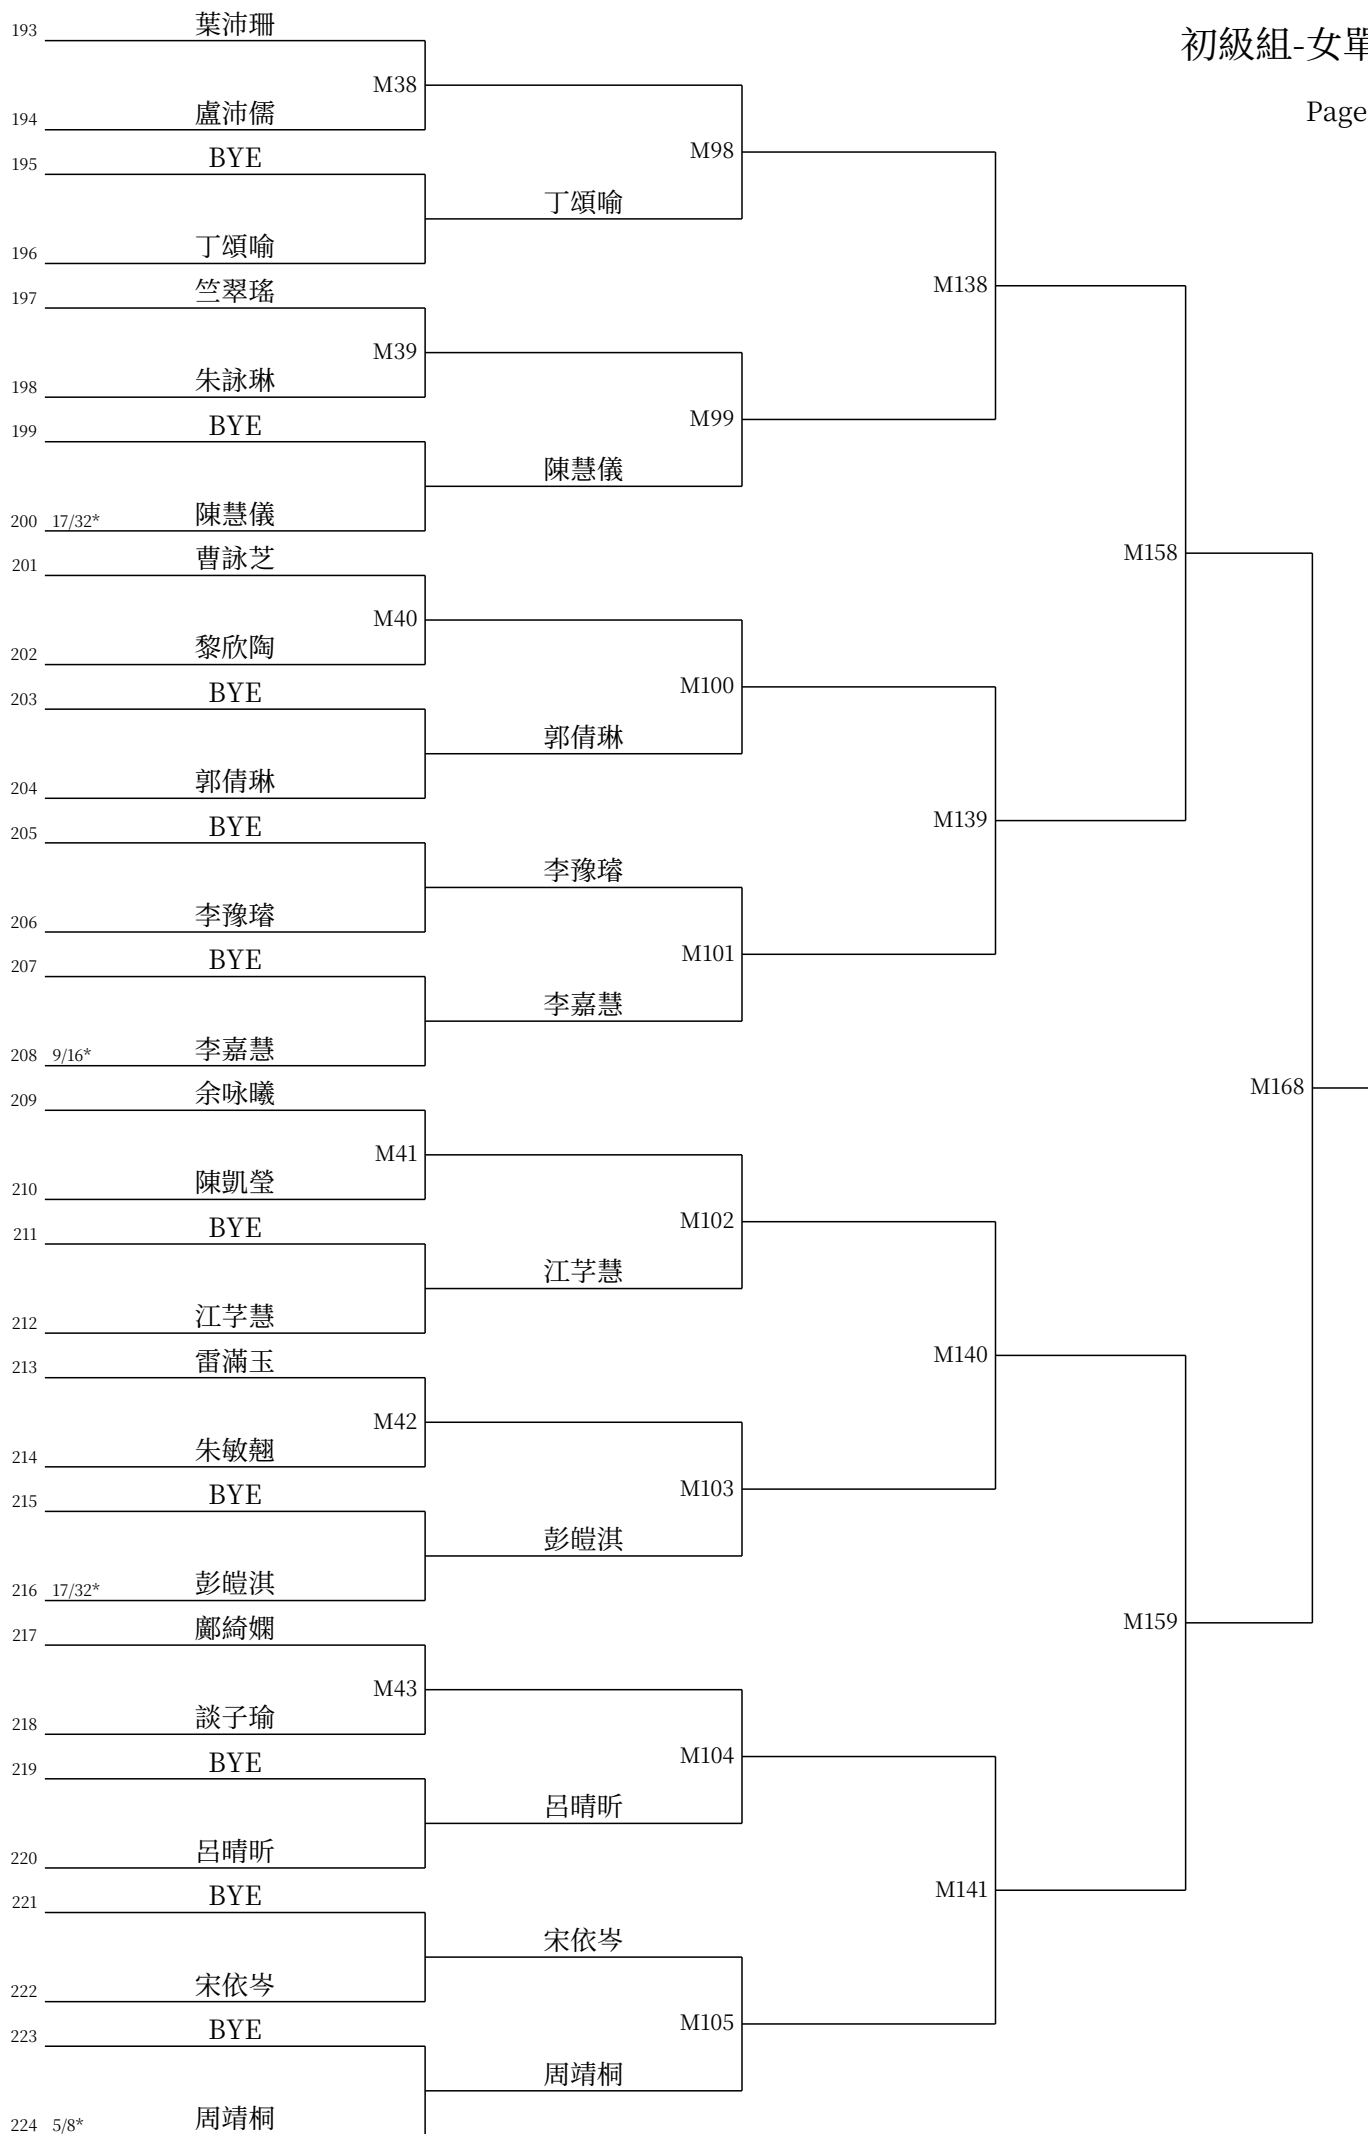 初級組-女單
Page
193 葉沛珊
M38
194 盧沛儒
195 BYE
M98
丁頌喻
196 丁頌喻
197 竺翠瑤
M138
M39
198 朱詠琳
199 BYE
M99
陳慧儀
200 17/32* 陳慧儀
201 曹詠芝
M158
M40
202 黎欣陶
203 BYE
M100
郭倩琳
204 郭倩琳
205 BYE
M139
李豫璿
206 李豫璿
207 BYE
M101
李嘉慧
208 9/16* 李嘉慧
209 余咏曦
M168
M41
210 陳凱瑩
211 BYE
M102
江芓慧
212 江芓慧
213 雷滿玉
M140
M42
214 朱敏翹
215 BYE
M103
彭皚淇
216 17/32* 彭皚淇
217 鄺綺嫻
M159
M43
218 談子瑜
219 BYE
M104
呂晴昕
220 呂晴昕
221 BYE
M141
宋依岑
222 宋依岑
223 BYE
M105
周靖桐
224 5/8* 周靖桐